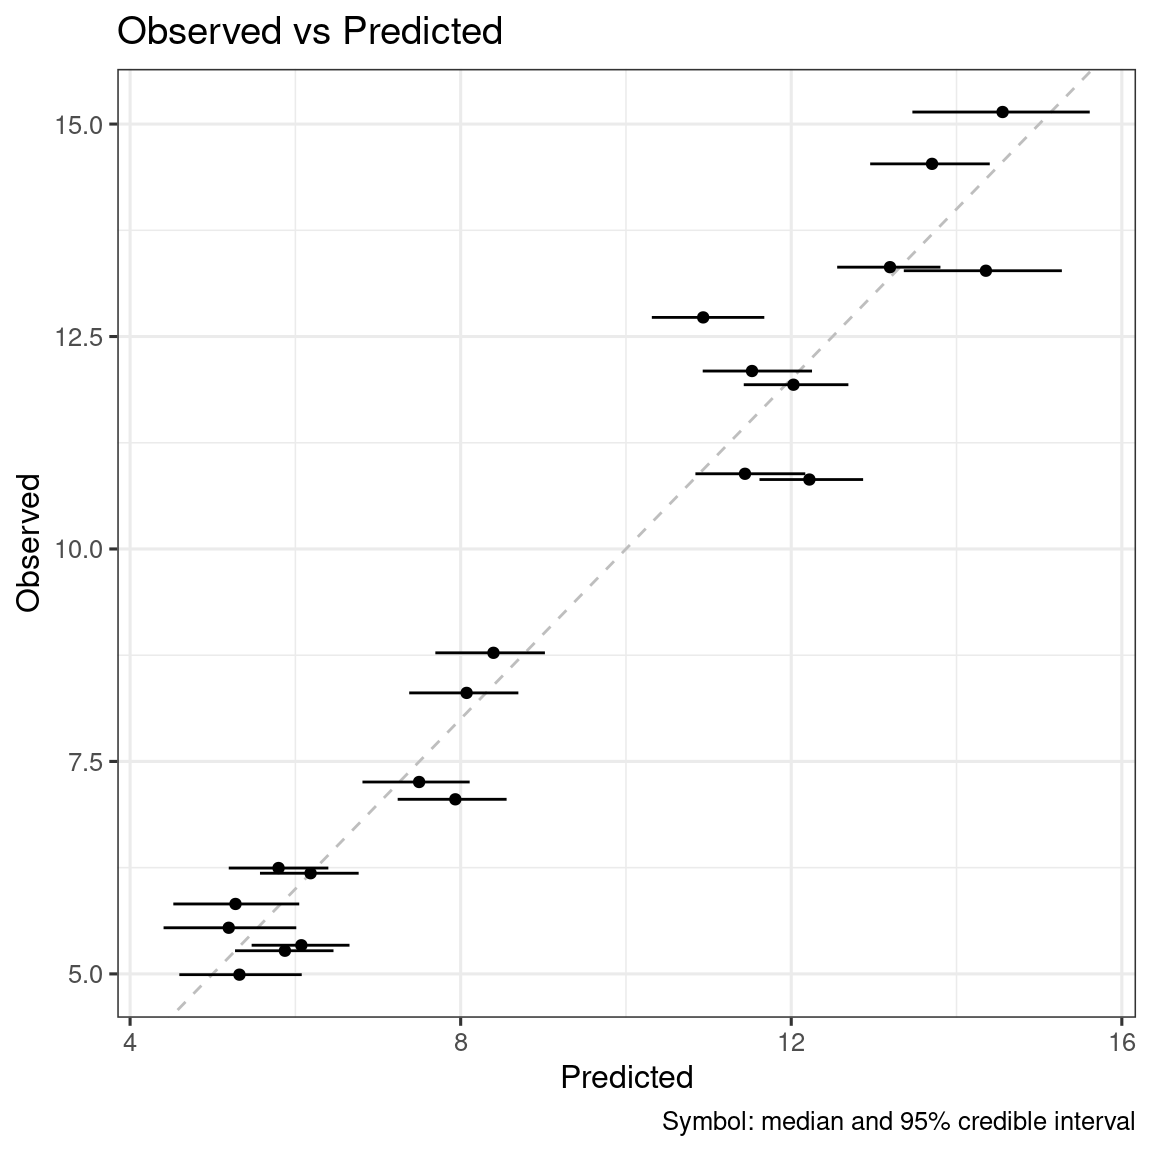 Observed vs Predicted
15.0
12.5
10.0
7.5
5.0
Observed
4 8 12 16
Predicted
Symbol: median and 95% credible interval